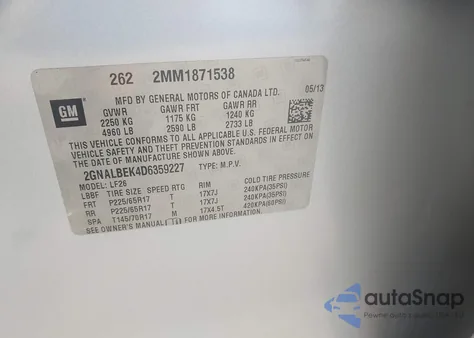 262 2MM1871538
GM
MFD BY GENERAL MOTORS OF CANADA LTD. 05/13
GVWR GAWR FRT GAWR RR
2250 KG 1175 KG 1240 KG
4960 LB 2590 LB 2733 LB
THIS VEHICLE CONFORMS TO ALL APPLICABLE U.S. FEDERAL MOTOR
VEHICLE SAFETY AND THEFT PREVENTION STANDARDS IN EFFECT ON
THE DATE OF MANUFACTURE SHOWN ABOVE.
2GNALBEK4D6359227 TYPE: M.P.V.
MODEL: LF26
LBBF TIRE SIZE SPEED RTG RIM COLD TIRE PRESSURE
FRT P225/65R17 T 17X7J 240KPA(35PSI)
RR P225/65R17 T 17X7J 240KPA(35PSI)
SPA T145/70R17 M 17X4.5T 420KPA(60PSI)
SEE OWNER'S MANUAL FOR MORE INFORMATION.
autoSnap
Pewne auta z